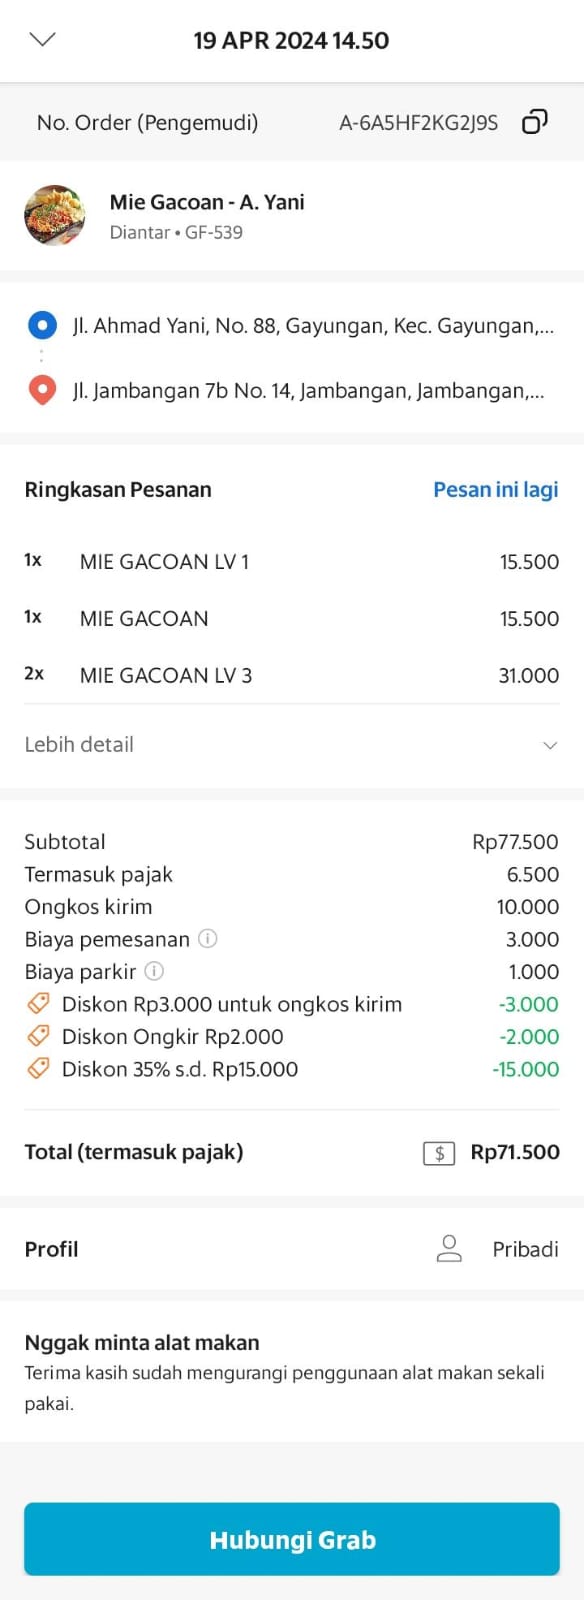 19 APR 2024 14.50
No. Order (Pengemudi) A-6A5HF2KG2J9S
Mie Gacoan - A. Yani
Diantar • GF-539
Jl. Ahmad Yani, No. 88, Gayungan, Kec. Gayungan,...
Jl. Jambangan 7b No. 14, Jambangan, Jambangan,...
Ringkasan Pesanan Pesan ini lagi
1x MIE GACOAN LV 1 15.500
1x MIE GACOAN 15.500
2x MIE GACOAN LV 3 31.000
Lebih detail
Subtotal Rp77.500
Termasuk pajak 6.500
Ongkos kirim 10.000
Biaya pemesanan 3.000
Biaya parkir 1.000
Diskon Rp3.000 untuk ongkos kirim -3.000
Diskon Ongkir Rp2.000 -2.000
Diskon 35% s.d. Rp15.000 -15.000
Total (termasuk pajak) $ Rp71.500
Profil Pribadi
Nggak minta alat makan
Terima kasih sudah mengurangi penggunaan alat makan sekali
pakai.
Hubungi Grab